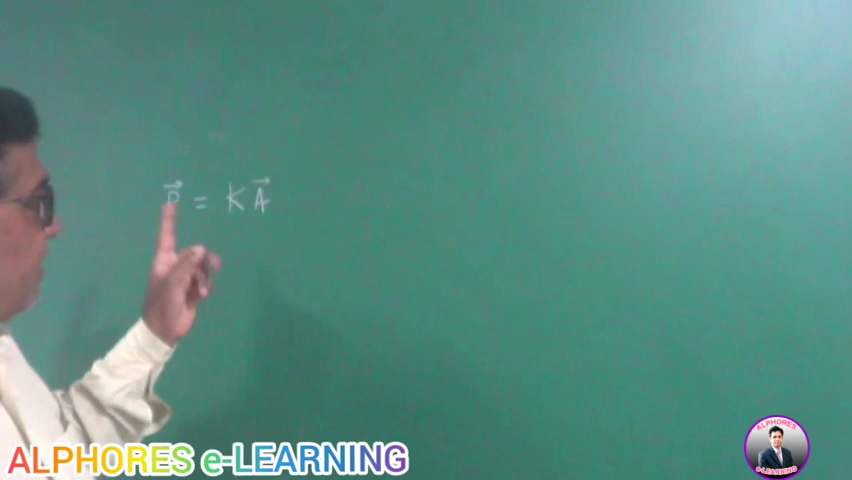 = K A⃗
ALPHORES e-LEARNING
ALPHORES
e-LEARNING